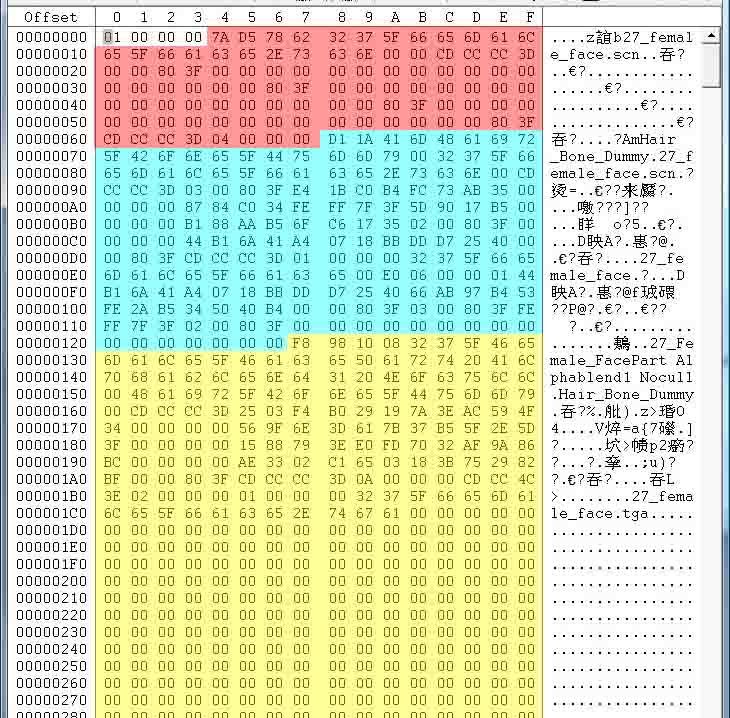 Offset 0 1 2 3 4 5 6 7 8 9 A B C D E F
00000000 01 00 00 00 7A D5 78 62 32 37 5F 66 65 6D 61 6C ....z誼b27_femal
00000010 65 5F 66 61 63 65 2E 73 63 6E 00 00 CD CC CC 3D e_face.scn..吞?
00000020 00 00 80 3F 00 00 00 00 00 00 00 00 00 00 00 00 ..€?............
00000030 00 00 00 00 00 00 80 3F 00 00 00 00 00 00 00 00 ......€?........
00000040 00 00 00 00 00 00 00 00 00 00 80 3F 00 00 00 00 ..........€?....
00000050 00 00 00 00 00 00 00 00 00 00 00 00 00 00 80 3F ..............€?
00000060 CD CC CC 3D 04 00 00 00 D1 1A 41 6D 48 61 69 72 吞?....?AmHair
00000070 5F 42 6F 6E 65 5F 44 75 6D 6D 79 00 32 37 5F 66 _Bone_Dummy.27_f
00000080 65 6D 61 6C 65 5F 66 61 63 65 2E 73 63 6E 00 CD emale_face.scn.?
00000090 CC CC 3D 03 00 80 3F E4 1B C0 B4 FC 73 AB 35 00 烫=..€??来黶?.
000000A0 00 00 00 87 84 C0 34 FE FF 7F 3F 5D 90 17 B5 00 ...噭???]??
000000B0 00 00 00 B1 88 AA B5 6F C6 17 35 02 00 80 3F 00 ...眻 o?5..€?.
000000C0 00 00 00 44 B1 6A 41 A4 07 18 BB DD D7 25 40 00 ...D映A?.惠?@.
000000D0 00 80 3F CD CC CC 3D 01 00 00 00 32 37 5F 66 65 .€?吞?....27_fe
000000E0 6D 61 6C 65 5F 66 61 63 65 00 E0 06 00 00 01 44 male_face.?...D
000000F0 B1 6A 41 A4 07 18 BB DD D7 25 40 66 AB 97 B4 53 映A?.惠?@f珬碨
00000100 FE 2A B5 34 50 40 B4 00 00 80 3F 03 00 80 3F FE ??P@?.€?..€??
00000110 FF 7F 3F 02 00 80 3F 00 00 00 00 00 00 00 00 00 ?..€?.........
00000120 00 00 00 00 00 00 00 F8 98 10 08 32 37 5F 46 65 .......鴺..27_Fe
00000130 6D 61 6C 65 5F 46 61 63 65 50 61 72 74 20 41 6C male_FacePart Al
00000140 70 68 61 62 6C 65 6E 64 31 20 4E 6F 63 75 6C 6C phablend1 Nocull
00000150 00 48 61 69 72 5F 42 6F 6E 65 5F 44 75 6D 6D 79 .Hair_Bone_Dummy
00000160 00 CD CC CC 3D 25 03 F4 B0 29 19 7A 3E AC 59 4F .吞?%.舭).z>琘O
00000170 34 00 00 00 00 56 9F 6E 3D 61 7B 37 B5 5F 2E 5D 4....V焠=a{7礯.]
00000180 3F 00 00 00 00 15 88 79 3E E0 FD 70 32 AF 9A 86 ?.....坹>帻p2瘹?
00000190 BC 00 00 00 00 AE 33 02 C1 65 03 18 3B 75 29 82 ?...?.羍..;u)?
000001A0 BF 00 00 80 3F CD CC CC 3D 0A 00 00 00 CD CC 4C ?.€?吞?....吞L
000001B0 3E 02 00 00 00 01 00 00 00 32 37 5F 66 65 6D 61 >........27_fema
000001C0 6C 65 5F 66 61 63 65 2E 74 67 61 00 00 00 00 00 le_face.tga.....
000001D0 00 00 00 00 00 00 00 00 00 00 00 00 00 00 00 00 ................
000001E0 00 00 00 00 00 00 00 00 00 00 00 00 00 00 00 00 ................
000001F0 00 00 00 00 00 00 00 00 00 00 00 00 00 00 00 00 ................
00000200 00 00 00 00 00 00 00 00 00 00 00 00 00 00 00 00 ................
00000210 00 00 00 00 00 00 00 00 00 00 00 00 00 00 00 00 ................
00000220 00 00 00 00 00 00 00 00 00 00 00 00 00 00 00 00 ................
00000230 00 00 00 00 00 00 00 00 00 00 00 00 00 00 00 00 ................
00000240 00 00 00 00 00 00 00 00 00 00 00 00 00 00 00 00 ................
00000250 00 00 00 00 00 00 00 00 00 00 00 00 00 00 00 00 ................
00000260 00 00 00 00 00 00 00 00 00 00 00 00 00 00 00 00 ................
00000270 00 00 00 00 00 00 00 00 00 00 00 00 00 00 00 00 ................